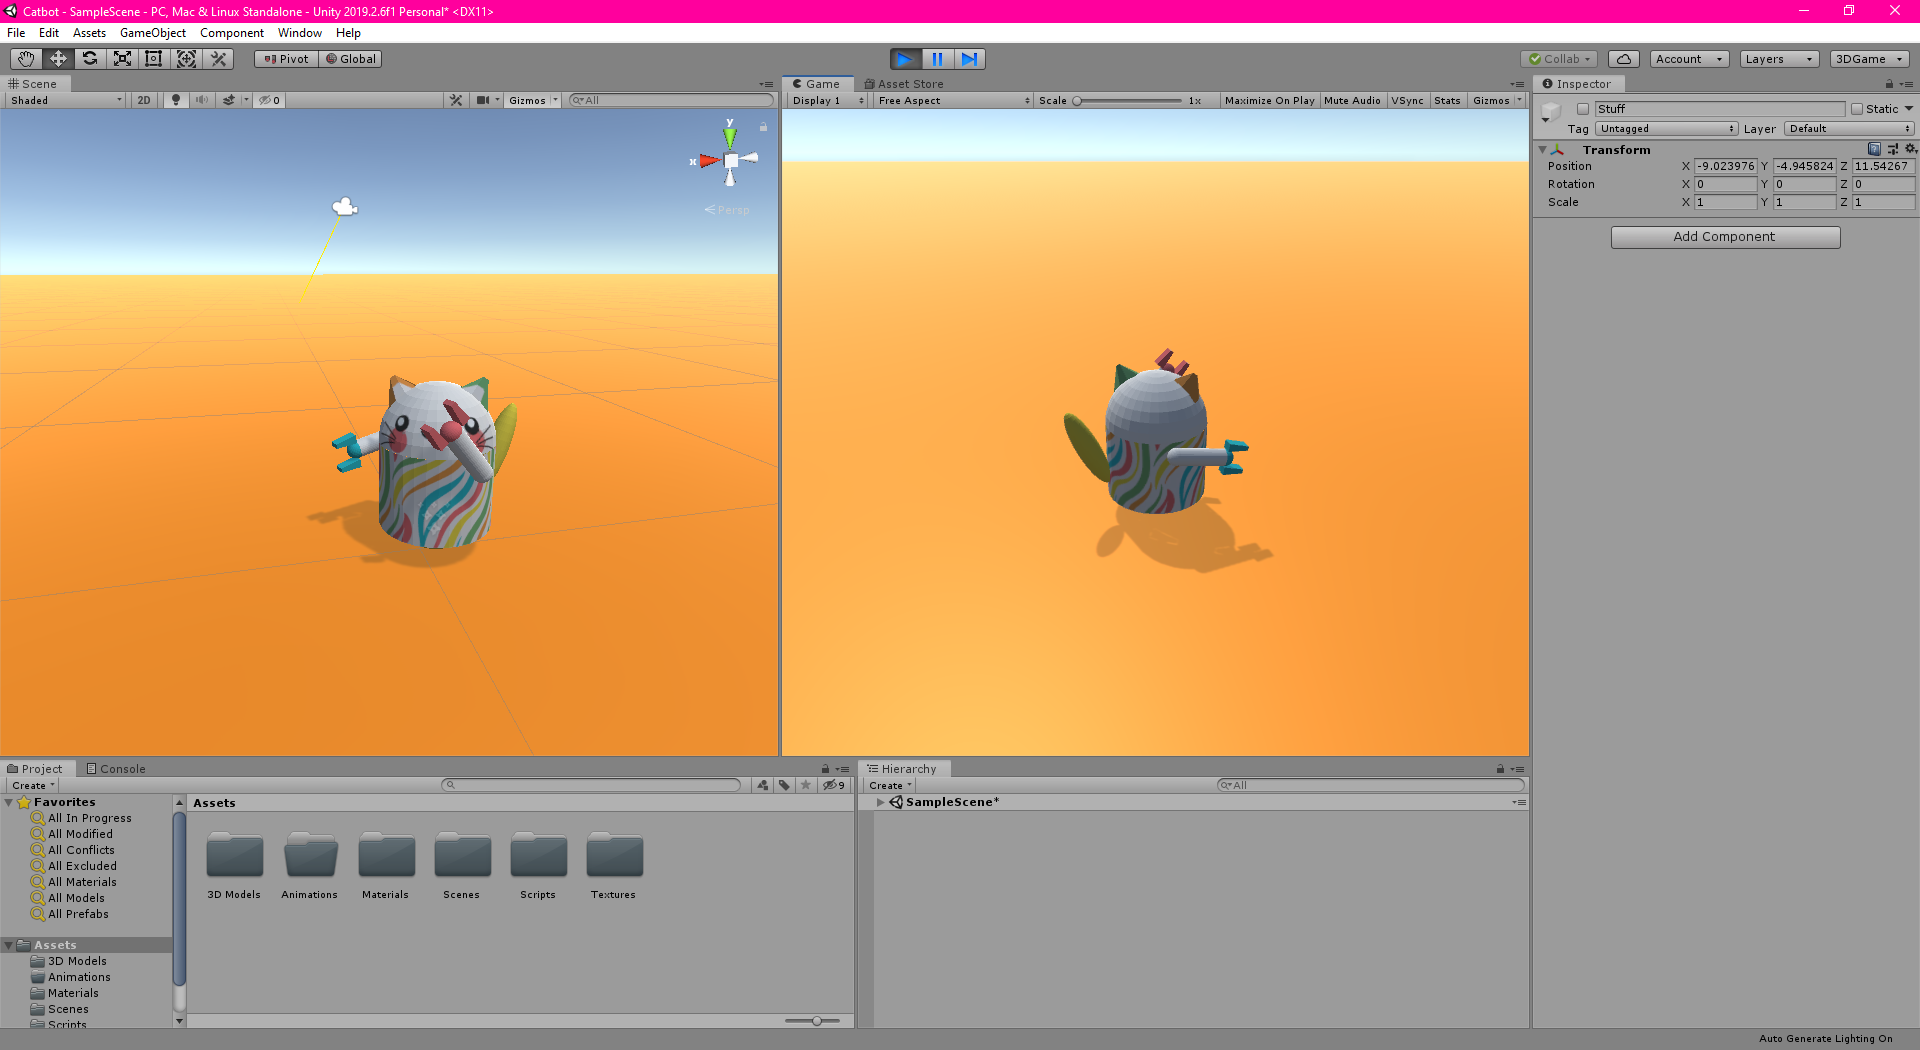 Catbot - SampleScene - PC, Mac & Linux Standalone - Unity 2019.2.6f1 Personal* <DX11>
File Edit Assets GameObject Component Window Help
Pivot Global Collab Account Layers 3DGame
Scene
Shaded 2D 0 Gizmos All
y
x
Persp
Game Asset Store
Display 1 Free Aspect Scale 1x Maximize On Play Mute Audio VSync Stats Gizmos
Inspector
Stuff Static
Tag Untagged Layer Default
Transform
Position X -9.023976 Y -4.945824 Z 11.54267
Rotation X 0 Y 0 Z 0
Scale X 1 Y 1 Z 1
Add Component
Project Console
Create 9
Favorites
All In Progress
All Modified
All Conflicts
All Excluded
All Materials
All Models
All Prefabs
Assets
3D Models
Animations
Materials
Scenes
Scripts
Assets
3D Models Animations Materials Scenes Scripts Textures
Hierarchy
Create All
SampleScene*
Auto Generate Lighting On